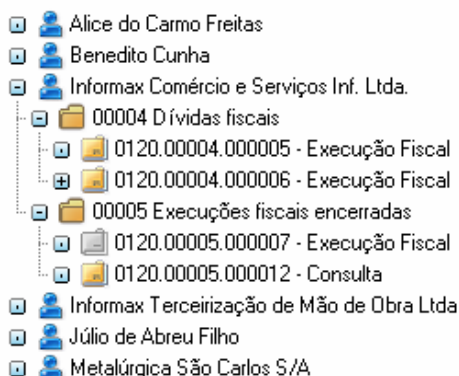 Alice do Carmo Freitas
Benedito Cunha
Informax Comércio e Serviços Inf. Ltda.
00004 Dívidas fiscais
0120.00004.000005 - Execução Fiscal
0120.00004.000006 - Execução Fiscal
00005 Execuções fiscais encerradas
0120.00005.000007 - Execução Fiscal
0120.00005.000012 - Consulta
Informax Terceirização de Mão de Obra Ltda
Júlio de Abreu Filho
Metalúrgica São Carlos S/A